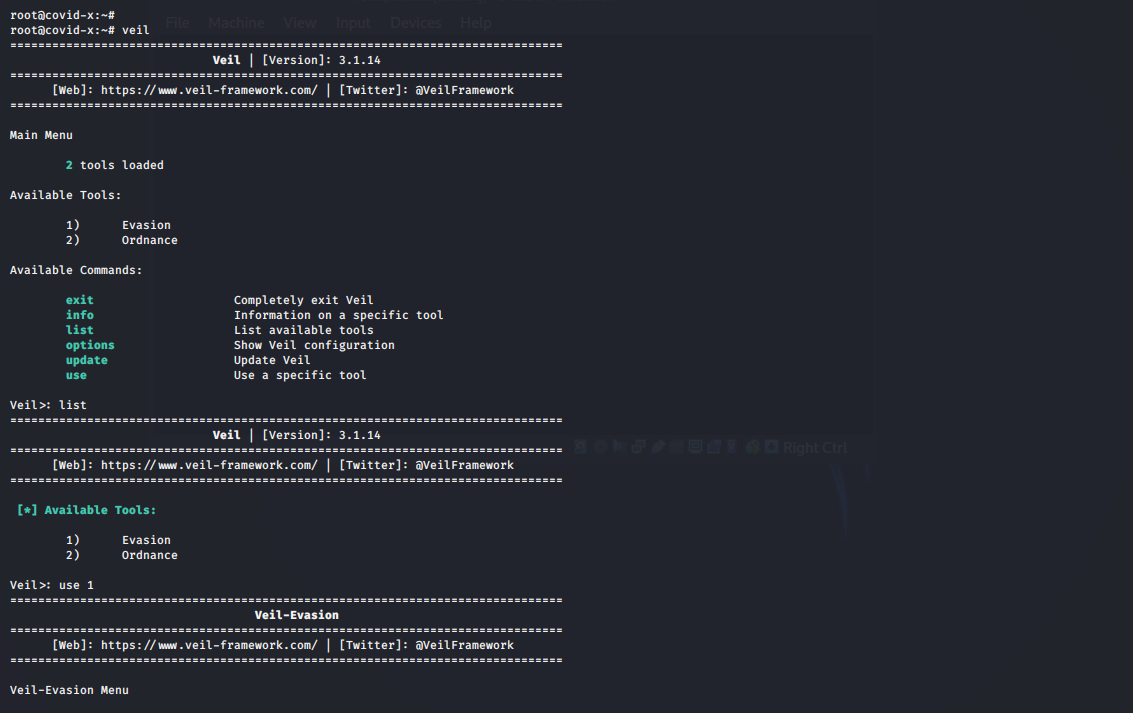 root@covid-x:~#
File Machine View Input Devices Help
root@covid-x:~# veil
===============================================================================
Veil | [Version]: 3.1.14
===============================================================================
[Web]: https://www.veil-framework.com/ | [Twitter]: @VeilFramework
===============================================================================
Main Menu
2 tools loaded
Available Tools:
1) Evasion
2) Ordnance
Available Commands:
exit Completely exit Veil
info Information on a specific tool
list List available tools
options Show Veil configuration
update Update Veil
use Use a specific tool
Veil>: list
===============================================================================
Veil | [Version]: 3.1.14
===============================================================================
Right Ctrl
[Web]: https://www.veil-framework.com/ | [Twitter]: @VeilFramework
===============================================================================
[*] Available Tools:
1) Evasion
2) Ordnance
Veil>: use 1
===============================================================================
Veil-Evasion
===============================================================================
[Web]: https://www.veil-framework.com/ | [Twitter]: @VeilFramework
===============================================================================
Veil-Evasion Menu